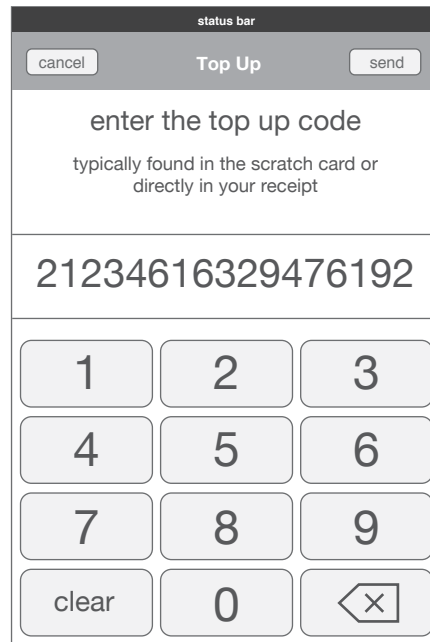 status bar
cancel Top Up send
enter the top up code
typically found in the scratch card or
directly in your receipt
21234616329476192
1 2 3
4 5 6
7 8 9
clear 0